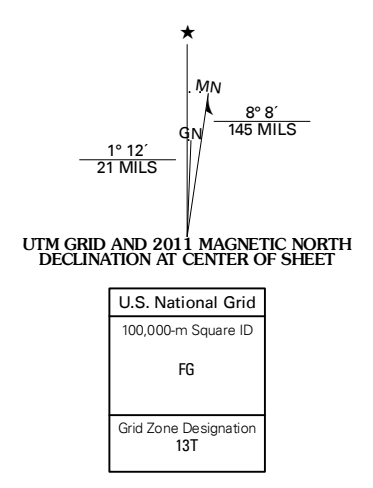 ★
MN
8° 8´
145 MILS
GN
1° 12´
21 MILS
UTM GRID AND 2011 MAGNETIC NORTH
DECLINATION AT CENTER OF SHEET
U.S. National Grid
100,000-m Square ID
FG
Grid Zone Designation
13T